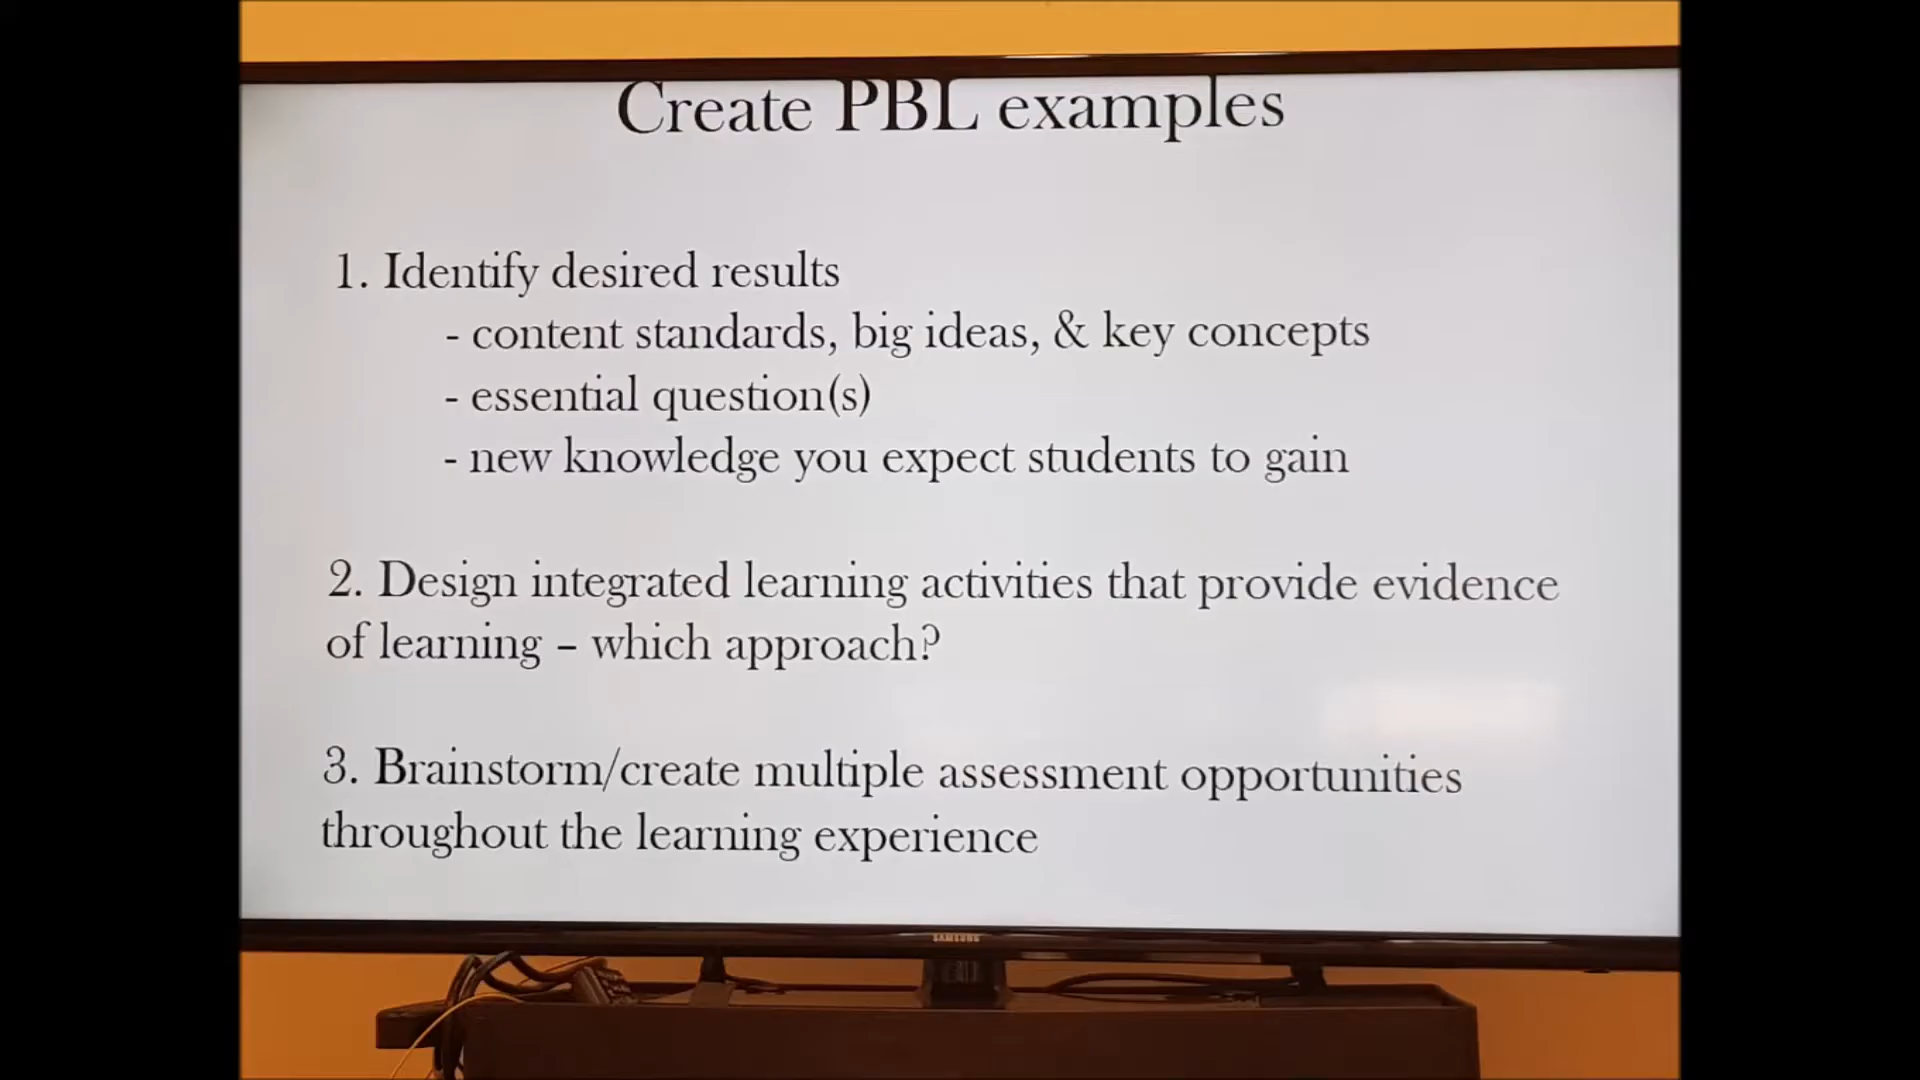 Create PBL examples
1. Identify desired results
- content standards, big ideas, & key concepts
- essential question(s)
- new knowledge you expect students to gain
2. Design integrated learning activities that provide evidence
of learning – which approach?
3. Brainstorm/create multiple assessment opportunities
throughout the learning experience
SAMSUNG